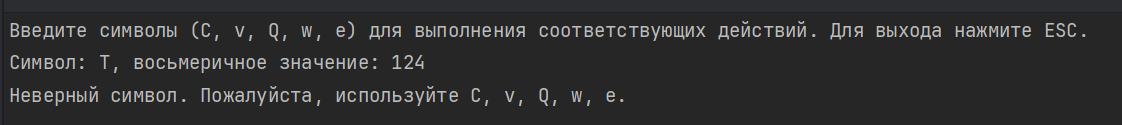 Введите символы (C, v, Q, w, e) для выполнения соответствующих действий. Для выхода нажмите ESC.
Символ: T, восьмеричное значение: 124
Неверный символ. Пожалуйста, используйте C, v, Q, w, e.